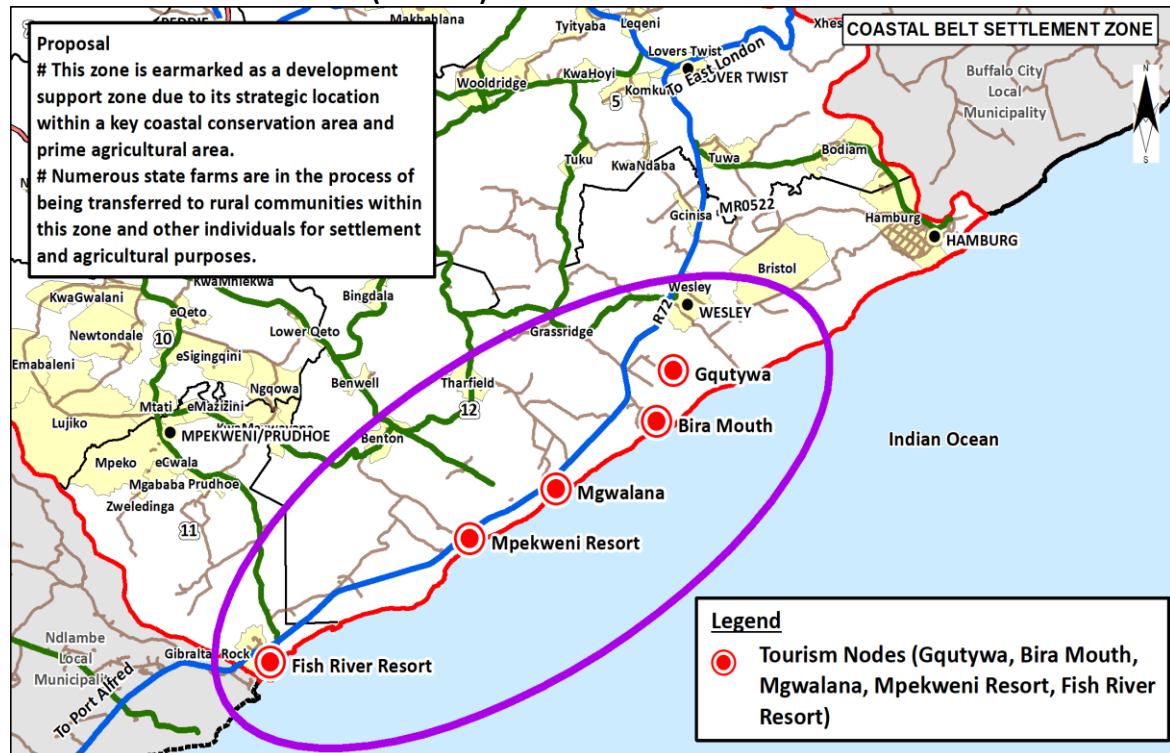 COASTAL BELT SETTLEMENT ZONE
Proposal
# This zone is earmarked as a development
support zone due to its strategic location
within a key coastal conservation area and
prime agricultural area.
# Numerous state farms are in the process of
being transferred to rural communities within
this zone and other individuals for settlement
and agricultural purposes.
Tyityaba
Leqeni
Lovers Twist
To East London
KwaHoyi
Wooldridge
5
Buffalo City
Local
Municipality
N
S
Tuku
KwaNdaba
Tuwa
Bodiam
MR0522
Gcinisa
Hamburg
HAMBURG
Bristol
Wesley
WESLEY
R72
Grassridge
Bingdala
KwaGwalani
eQeto
Newtondale
10
Lower Qeto
Emabaleni
eSigingqini
Ngqowa
Benwell
Tharfield
12
Gqutywa
Lujiko
Mtati
eMazizini
MPEKWENI/PRUDHOE
Benton
Bira Mouth
Indian Ocean
Mpeko
eCwala
Mgababa
Prudhoe
Zweledinga
11
Mgwalana
Mpekweni Resort
Ndlambe
Local
Municipality
Gibraltar Rock
Fish River Resort
To Port Alfred
Legend
Tourism Nodes (Gqutywa, Bira Mouth,
Mgwalana, Mpekweni Resort, Fish River
Resort)